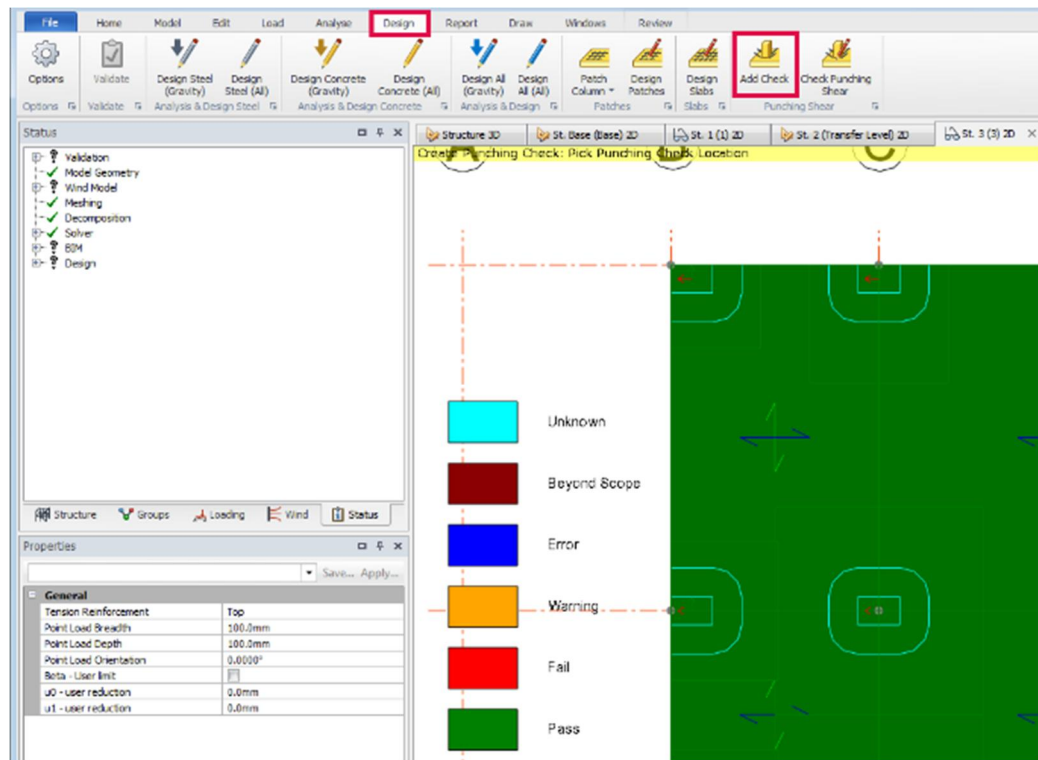 File Home Model Edit Load Analyse Design Report Draw Windows Review
Options Validate Design Steel (Gravity) Design Steel (All) Design Concrete (Gravity) Design Concrete (All) Design All (Gravity) Design All (All) Patch Column Design Patches Design Slabs Add Check Check Punching Shear
Options Validate Analysis & Design Steel Analysis & Design Concrete Analysis & Design Patches Slabs Punching Shear
Status
Structure 3D St. Base (Base) 2D St. 1 (1) 2D St. 2 (Transfer Level) 2D St. 3 (3) 2D
Create Punching Check: Pick Punching Check Location
A B C
Validation
Model Geometry
Wind Model
Meshing
Decomposition
Solver
BIM
Design
Structure Groups Loading Wind Status
Properties
Save... Apply...
General
Tension Reinforcement Top
Point Load Breadth 100.0mm
Point Load Depth 100.0mm
Point Load Orientation 0.0000°
Beta - User limit
u0 - user reduction 0.0mm
u1 - user reduction 0.0mm
Unknown
Beyond Scope
Error
Warning
Fail
Pass